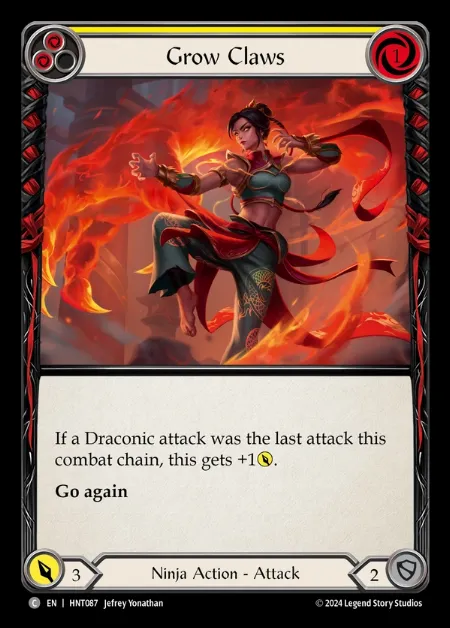 Grow Claws
1
If a Draconic attack was the last attack this
combat chain, this gets +1.
Go again
3
Ninja Action - Attack
2
C EN | HNT087 Jefrey Yonathan
© 2024 Legend Story Studios